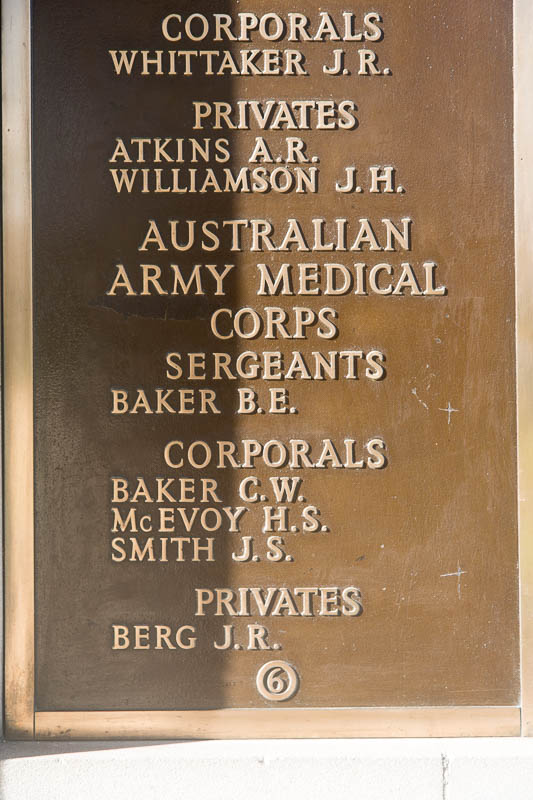 CORPORALS
WHITTAKER J.R.
PRIVATES
ATKINS A.R.
WILLIAMSON J.H.
AUSTRALIAN
ARMY MEDICAL
CORPS
SERGEANTS
BAKER B.E.
CORPORALS
BAKER C.W.
McEVOY H.S.
SMITH J.S.
PRIVATES
BERG J.R.
6